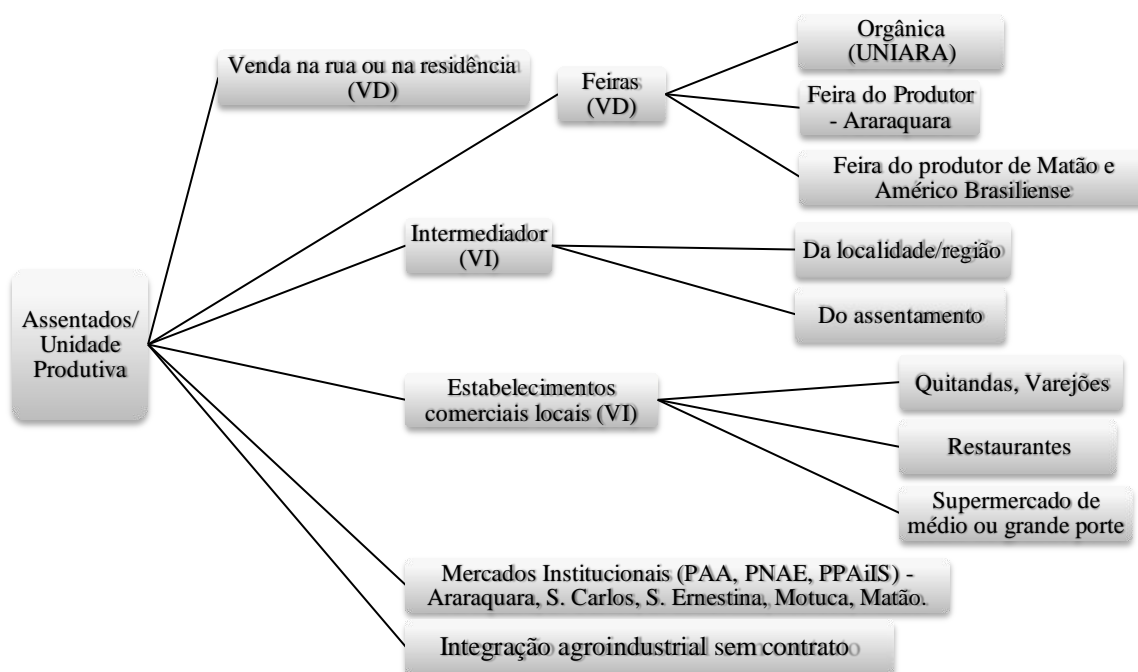 Venda na rua ou na residência
(VD)
Feiras
(VD)
Orgânica
(UNIARA)
Feira do Produtor
- Araraquara
Feira do produtor de Matão e
Américo Brasiliense
Intermediador
(VI)
Da localidade/região
Do assentamento
Assentados/
Unidade
Produtiva
Estabelecimentos
comerciais locais (VI)
Quitandas, Varejões
Restaurantes
Supermercado de
médio ou grande porte
Mercados Institucionais (PAA, PNAE, PPAiIS) -
Araraquara, S. Carlos, S. Ernestina, Motuca, Matão.
Integração agroindustrial sem contrato